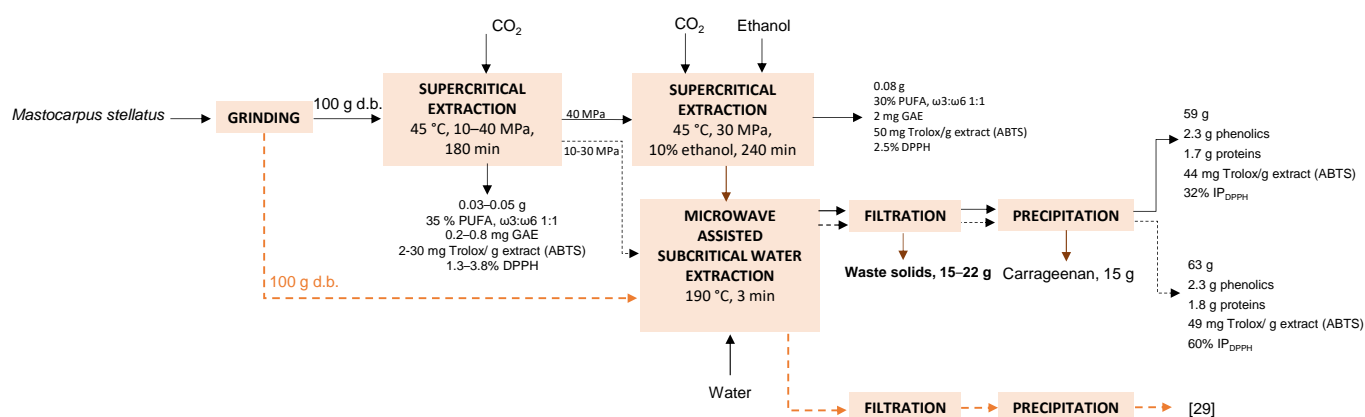 CO2
CO2
Ethanol
Mastocarpus stellatus
GRINDING
100 g d.b.
SUPERCRITICAL
EXTRACTION
45 °C, 10–40 MPa,
180 min
40 MPa
10-30 MPa
SUPERCRITICAL
EXTRACTION
45 °C, 30 MPa,
10% ethanol, 240 min
0.08 g
30% PUFA, ω3:ω6 1:1
2 mg GAE
50 mg Trolox/g extract (ABTS)
2.5% DPPH
59 g
2.3 g phenolics
1.7 g proteins
44 mg Trolox/g extract (ABTS)
32% IPDPPH
0.03–0.05 g
35 % PUFA, ω3:ω6 1:1
0.2–0.8 mg GAE
2-30 mg Trolox/ g extract (ABTS)
1.3–3.8% DPPH
MICROWAVE
ASSISTED
SUBCRITICAL WATER
EXTRACTION
190 °C, 3 min
FILTRATION
PRECIPITATION
Waste solids, 15–22 g
Carrageenan, 15 g
63 g
2.3 g phenolics
1.8 g proteins
49 mg Trolox/ g extract (ABTS)
60% IPDPPH
100 g d.b.
Water
FILTRATION
PRECIPITATION
[29]